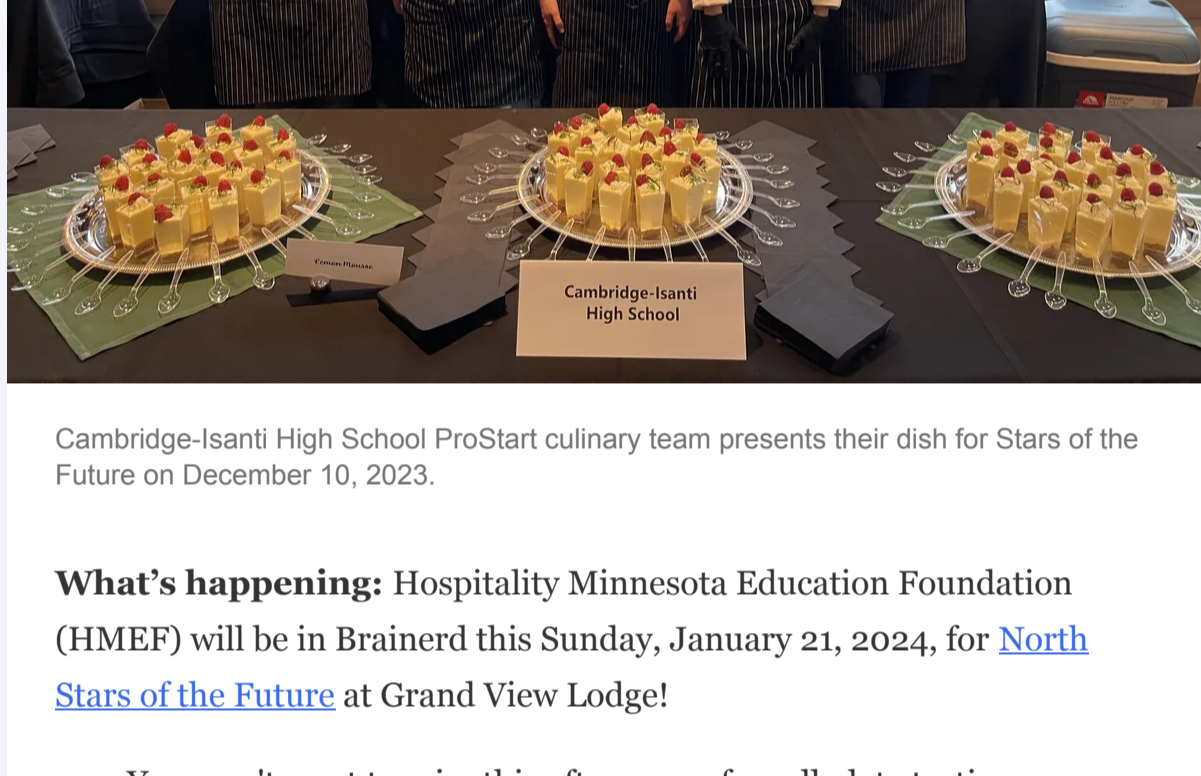 Lemon Mousse
Cambridge-Isanti
High School
Cambridge-Isanti High School ProStart culinary team presents their dish for Stars of the
Future on December 10, 2023.
What’s happening: Hospitality Minnesota Education Foundation
(HMEF) will be in Brainerd this Sunday, January 21, 2024, for North
Stars of the Future at Grand View Lodge!